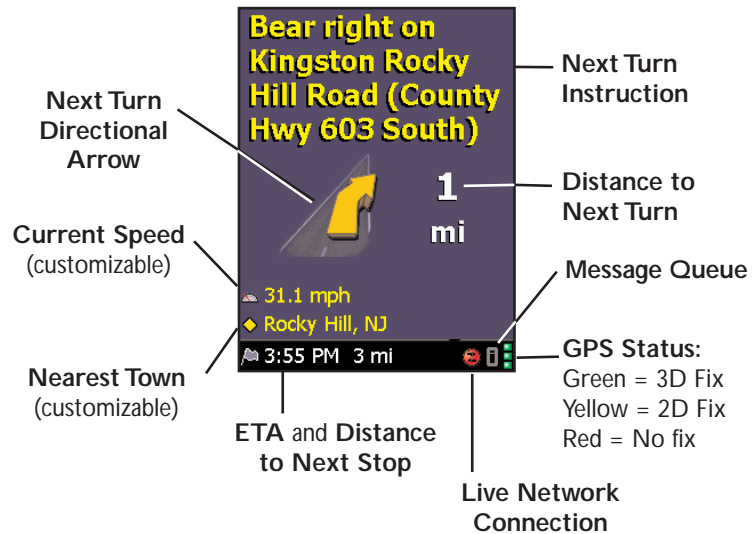 Bear right on
Kingston Rocky
Hill Road (County
Hwy 603 South)
Next Turn
Instruction
Next Turn
Directional
Arrow
1
mi
Distance to
Next Turn
Current Speed
(customizable)
Message Queue
31.1 mph
Rocky Hill, NJ
3:55 PM 3 mi
GPS Status:
Green = 3D Fix
Yellow = 2D Fix
Red = No fix
Nearest Town
(customizable)
ETA and Distance
to Next Stop
Live Network
Connection